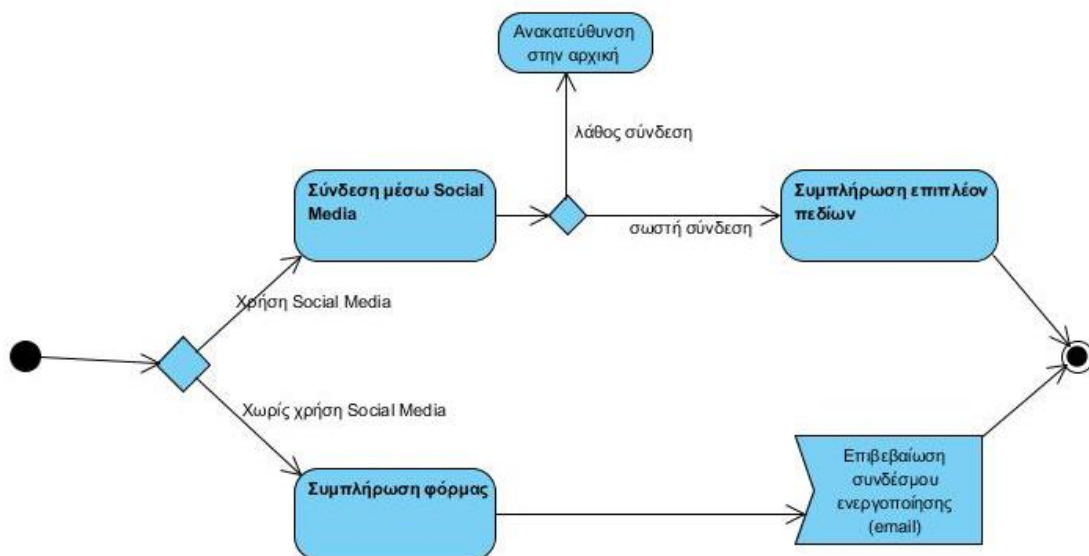 Ανακατεύθυνση
στην αρχική
λάθος σύνδεση
Σύνδεση μέσω Social
Media
σωστή σύνδεση
Συμπλήρωση επιπλέον
πεδίων
Χρήση Social Media
Χωρίς χρήση Social Media
Συμπλήρωση φόρμας
Επιβεβαίωση
συνδέσμου
ενεργοποίησης
(email)